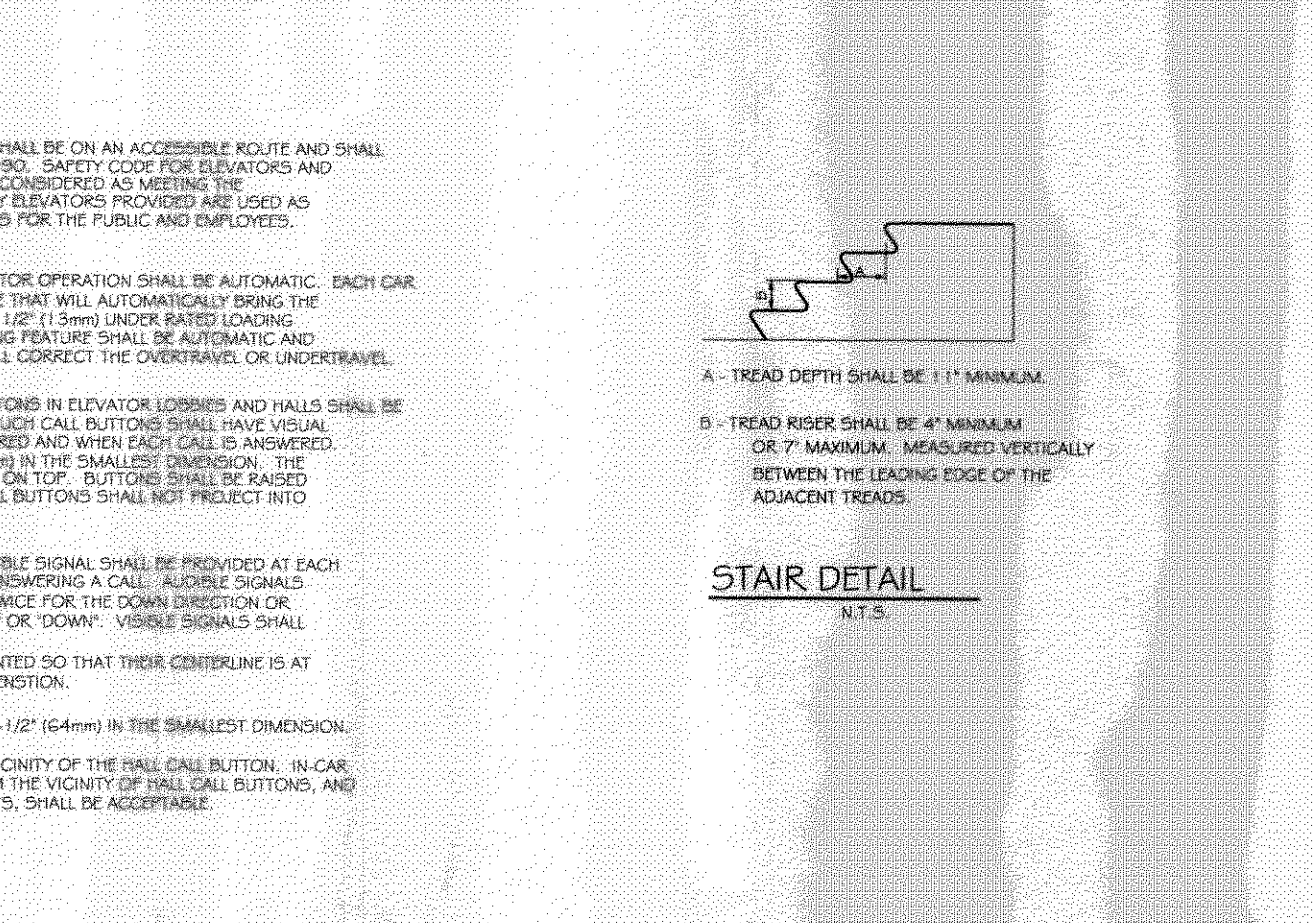 HALL BE ON AN ACCESSIBLE ROUTE AND SHALL
90. SAFETY CODE FOR ELEVATORS AND
CONSIDERED AS MEETING THE
Y ELEVATORS PROVIDED ARE USED AS
S FOR THE PUBLIC AND EMPLOYEES.
TOR OPERATION SHALL BE AUTOMATIC. EACH CAR
E THAT WILL AUTOMATICALLY BRING THE
1/2" (13mm) UNDER RATED LOADING
NG FEATURE SHALL BE AUTOMATIC AND
LL CORRECT THE OVERTRAVEL OR UNDERTRAVEL.
TONS IN ELEVATOR LOBBIES AND HALLS SHALL BE
UCH CALL BUTTONS SHALL HAVE VISUAL
RED AND WHEN EACH CALL IS ANSWERED.
m) IN THE SMALLEST DIMENSION. THE
ON TOP. BUTTONS SHALL BE RAISED
L BUTTONS SHALL NOT PROJECT INTO
BLE SIGNAL SHALL BE PROVIDED AT EACH
NSWERING A CALL. AUDIBLE SIGNALS
WICE FOR THE DOWN DIRECTION OR
OR "DOWN". VISIBLE SIGNALS SHALL
NTED SO THAT THEIR CENTERLINE IS AT
ENSTION.
-1/2" (64mm) IN THE SMALLEST DIMENSION.
CINITY OF THE HALL CALL BUTTON. IN-CAR
M THE VICINITY OF HALL CALL BUTTONS, AND
S, SHALL BE ACCEPTABLE.
A
B
A - TREAD DEPTH SHALL BE 11" MINIMUM.
B - TREAD RISER SHALL BE 4" MINIMUM
OR 7" MAXIMUM. MEASURED VERTICALLY
BETWEEN THE LEADING EDGE OF THE
ADJACENT TREADS.
STAIR DETAIL
N.T.S.